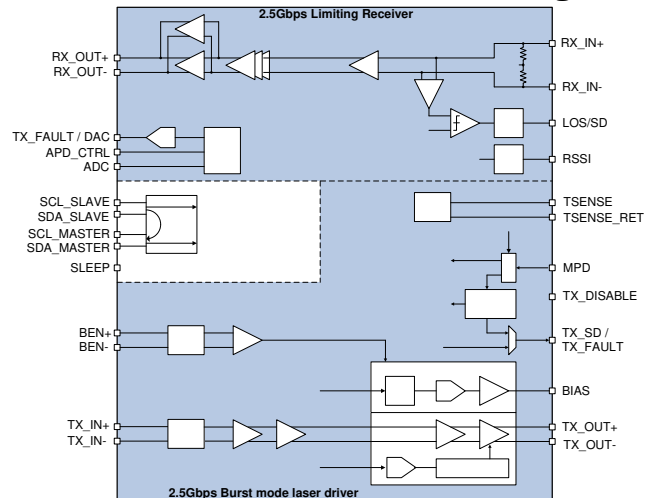 2.5Gbps Limiting Receiver
RX_OUT+
RX_OUT-
RX_IN+
RX_IN-
TX_FAULT / DAC
APD_CTRL
ADC
LOS/SD
RSSI
SCL_SLAVE
SDA_SLAVE
SCL_MASTER
SDA_MASTER
SLEEP
TSENSE
TSENSE_RET
MPD
TX_DISABLE
TX_SD /
TX_FAULT
BEN+
BEN-
BIAS
TX_IN+
TX_IN-
TX_OUT+
TX_OUT-
2.5Gbps Burst mode laser driver